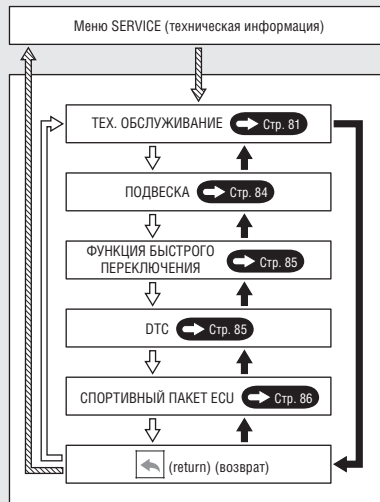 Меню SERVICE (техническая информация)
ТЕХ. ОБСЛУЖИВАНИЕ Стр. 81
ПОДВЕСКА Стр. 84
ФУНКЦИЯ БЫСТРОГО
ПЕРЕКЛЮЧЕНИЯ Стр. 85
DTC Стр. 85
СПОРТИВНЫЙ ПАКЕТ ECU Стр. 86
(return) (возврат)